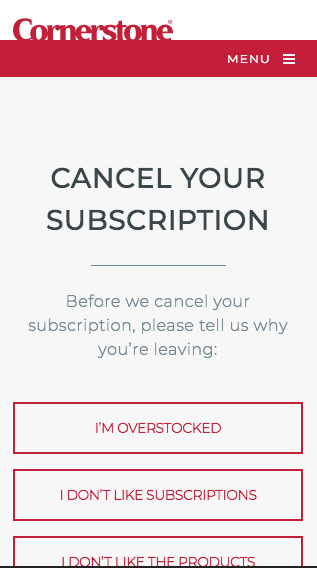 Cornerstone®
MENU
CANCEL YOUR
SUBSCRIPTION
Before we cancel your
subscription, please tell us why
you’re leaving:
I’M OVERSTOCKED
I DON’T LIKE SUBSCRIPTIONS
I DON’T LIKE THE PRODUCTS